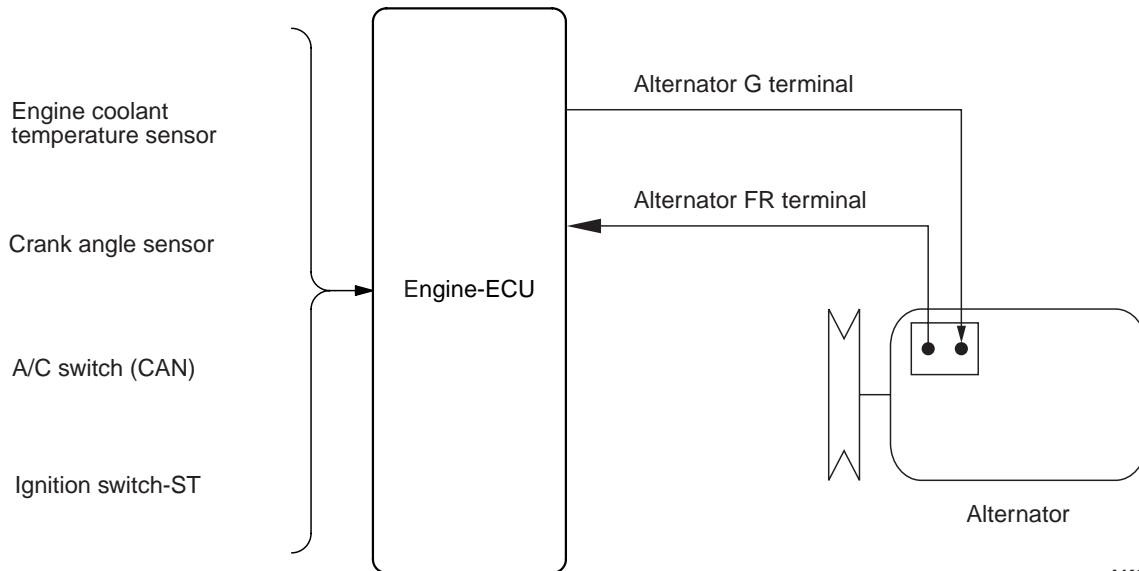 Engine coolant
temperature sensor
Crank angle sensor
A/C switch (CAN)
Ignition switch-ST
Engine-ECU
Alternator G terminal
Alternator FR terminal
Alternator